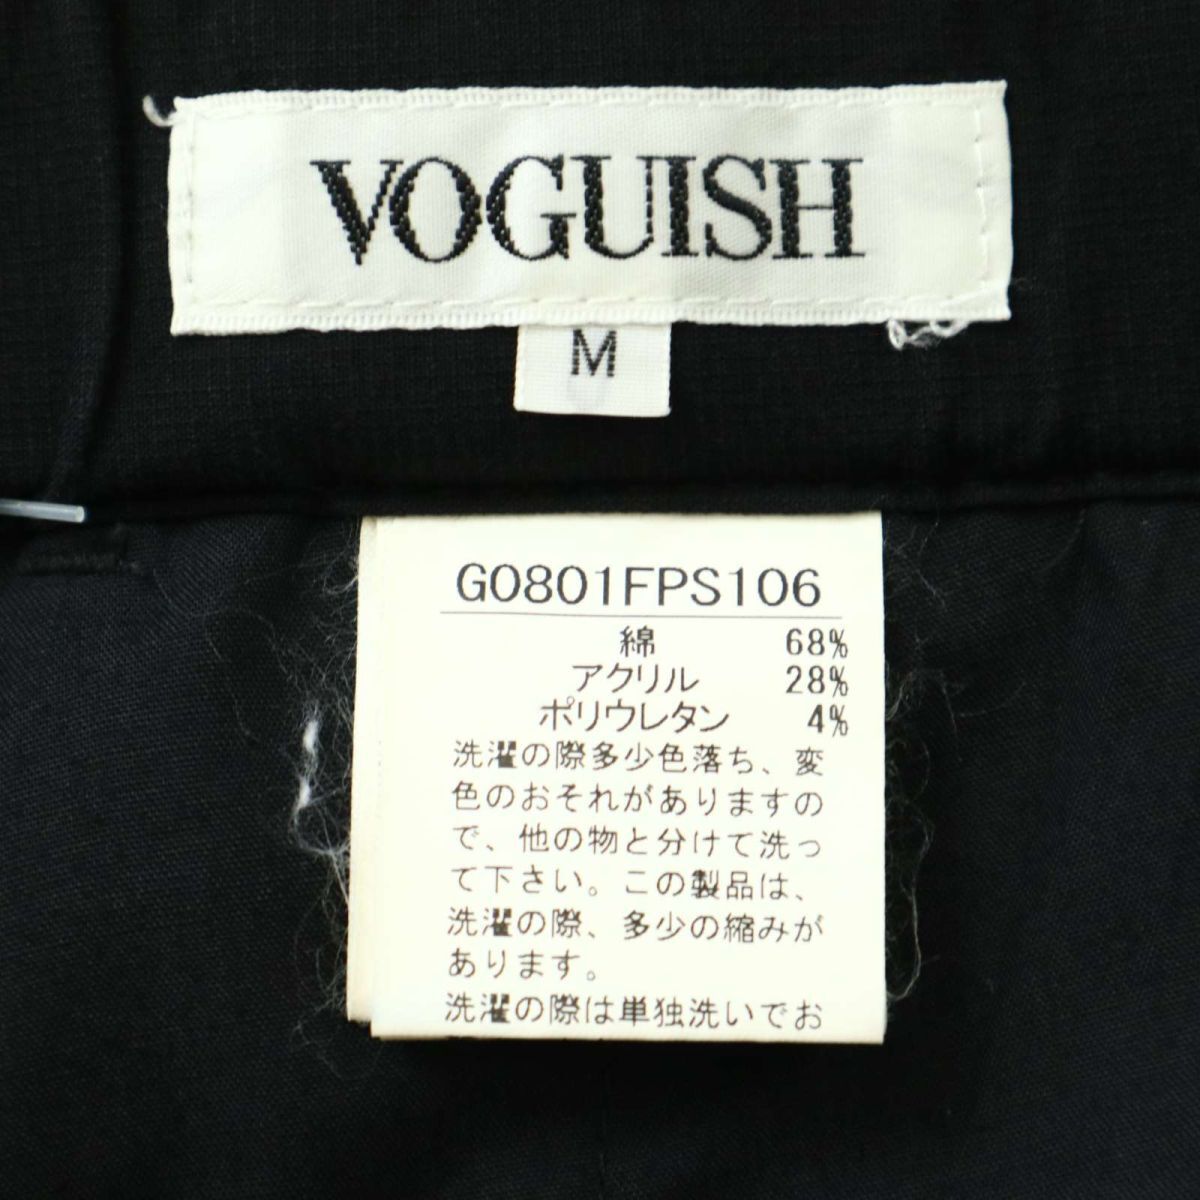 VOGUISH
M
G0801FPS106
綿 68%
アクリル 28%
ポリウレタン 4%
洗濯の際多少色落ち、変
色のおそれがありますの
で、他の物と分けて洗っ
て下さい。この製品は、
洗濯の際、多少の縮みが
あります。
洗濯の際は単独洗いでお